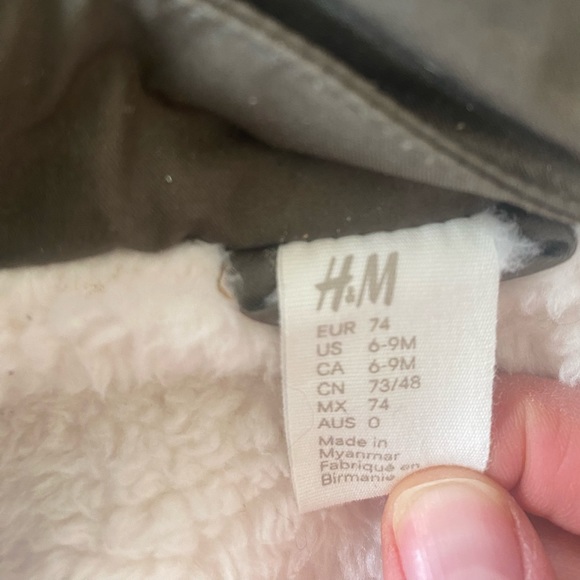 H&M
EUR 74
US 6-9M
CA 6-9M
CN 73/48
MX 74
AUS 0
Made in
Myanmar
Fabriqué en
Birmanie